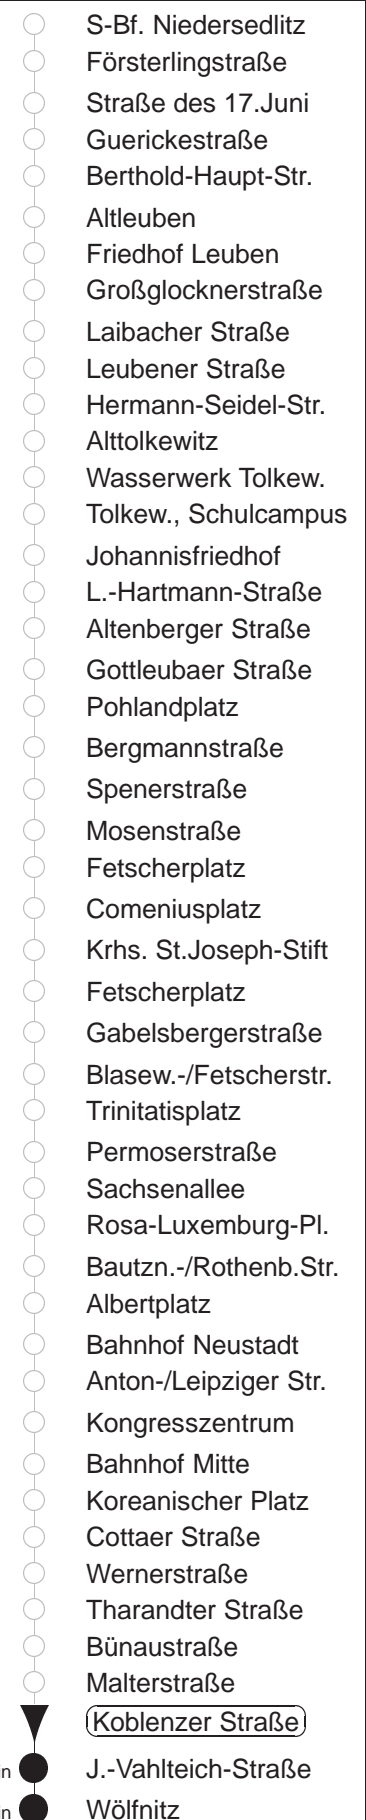 S-Bf. Niedersedlitz
Försterlingstraße
Straße des 17.Juni
Guerickestraße
Berthold-Haupt-Str.
Altleuben
Friedhof Leuben
Großglocknerstraße
Laibacher Straße
Leubener Straße
Hermann-Seidel-Str.
Alttolkewitz
Wasserwerk Tolkew.
Tolkew., Schulcampus
Johannisfriedhof
L.-Hartmann-Straße
Altenberger Straße
Gottleubaer Straße
Pohlandplatz
Bergmannstraße
Spenerstraße
Mosenstraße
Fetscherplatz
Comeniusplatz
Krhs. St.Joseph-Stift
Fetscherplatz
Gabelsbergerstraße
Blasew.-/Fetscherstr.
Trinitatisplatz
Permoserstraße
Sachsenallee
Rosa-Luxemburg-Pl.
Bautzn.-/Rothenb.Str.
Albertplatz
Bahnhof Neustadt
Anton-/Leipziger Str.
Kongresszentrum
Bahnhof Mitte
Koreanischer Platz
Cottaer Straße
Wernerstraße
Tharandter Straße
Bünaustraße
Malterstraße
Koblenzer Straße
J.-Vahlteich-Straße
Wölfnitz